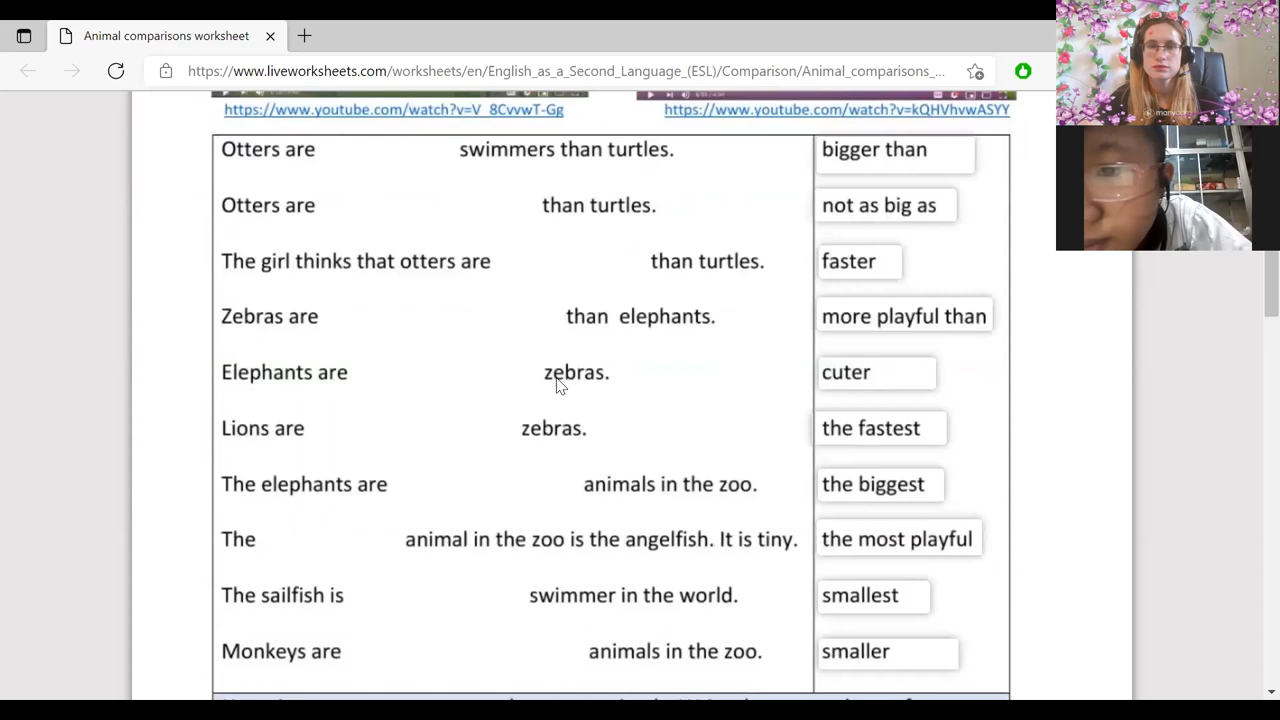 Animal comparisons worksheet
https://www.liveworksheets.com/worksheets/en/English_as_a_Second_Language_(ESL)/Comparison/Animal_comparisons_...
https://www.youtube.com/watch?v=V_8CvvwT-Gg https://www.youtube.com/watch?v=kQHVhvwASYY
Otters are swimmers than turtles. bigger than
Otters are than turtles. not as big as
The girl thinks that otters are than turtles. faster
Zebras are than elephants. more playful than
Elephants are zebras. cuter
Lions are zebras. the fastest
The elephants are animals in the zoo. the biggest
The animal in the zoo is the angelfish. It is tiny. the most playful
The sailfish is swimmer in the world. smallest
Monkeys are animals in the zoo. smaller